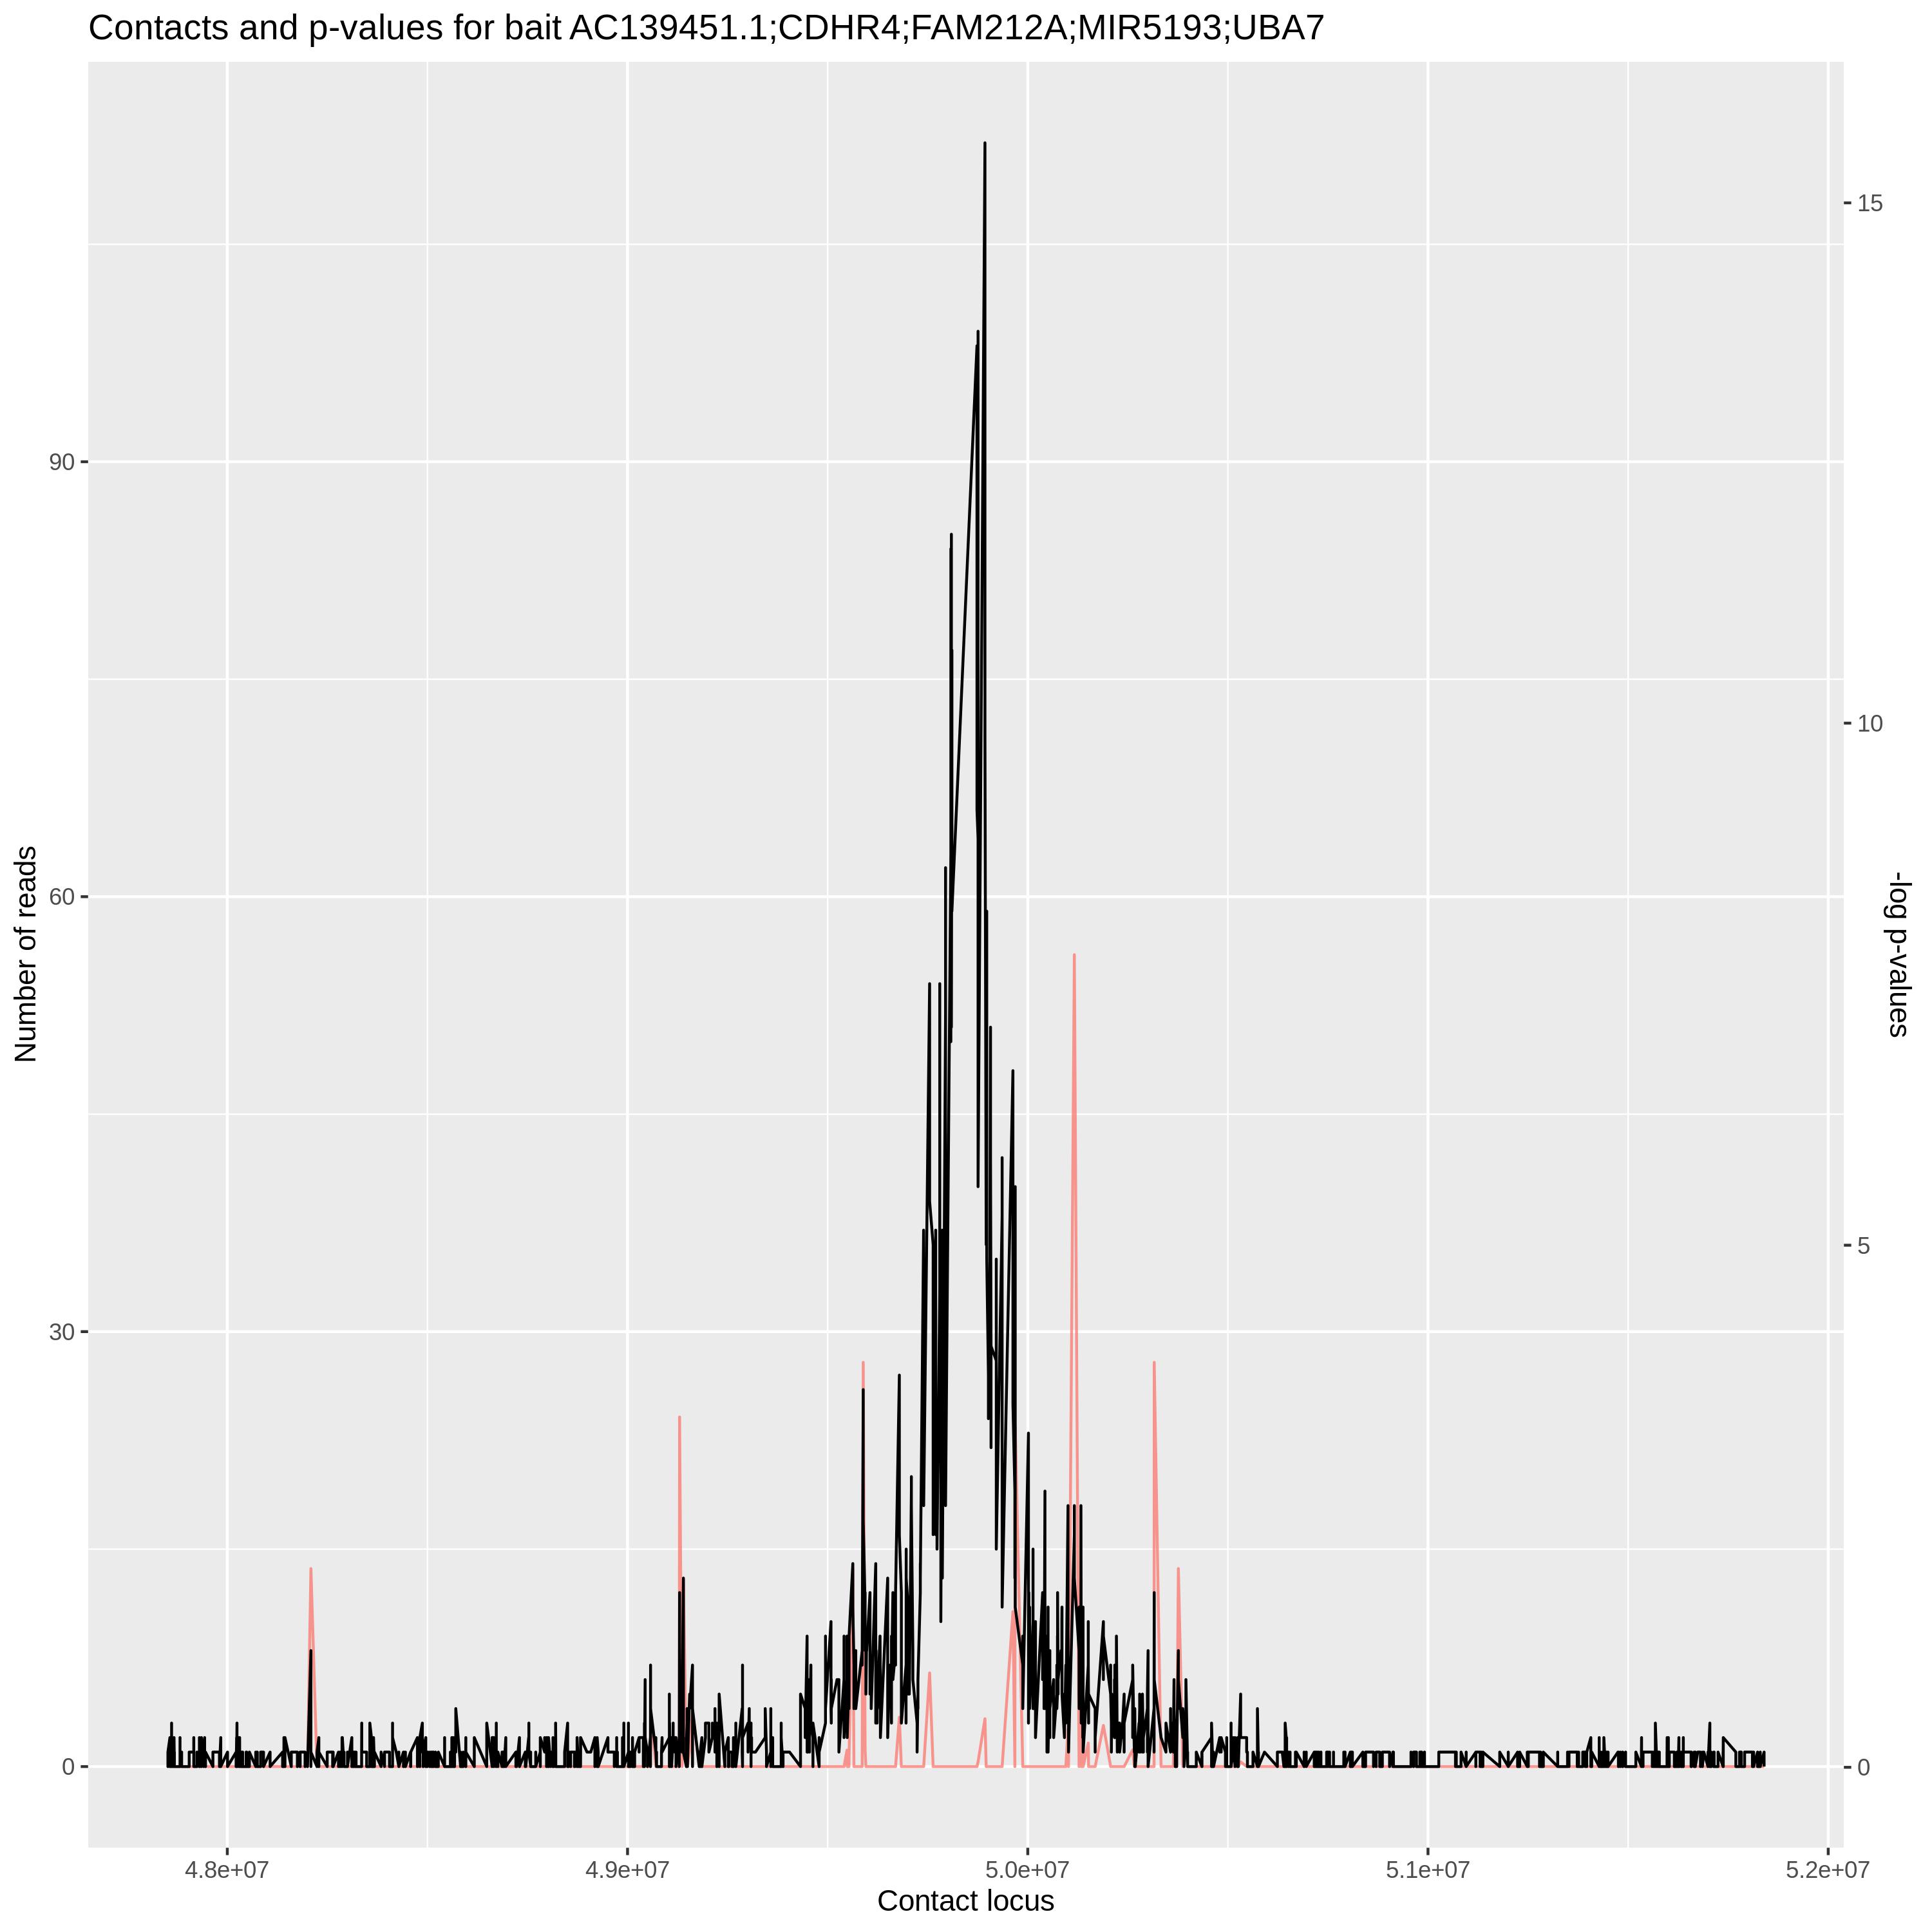 Contacts and p-values for bait AC139451.1;CDHR4;FAM212A;MIR5193;UBA7
15
90
10
60
Number of reads
-log p-values
5
30
0
0
4.8e+07
4.9e+07
5.0e+07
5.1e+07
5.2e+07
Contact locus